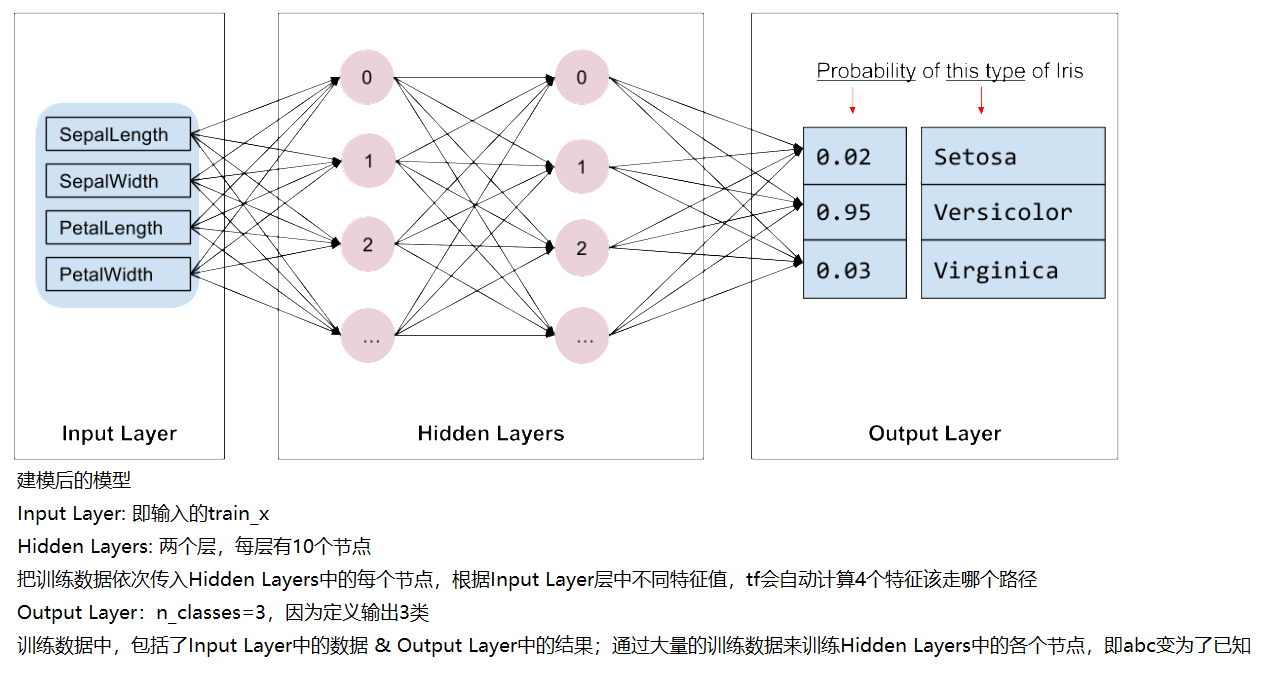 Probability of this type of Iris
SepalLength
SepalWidth
PetalLength
PetalWidth
0
1
2
...
0
1
2
...
0.02 Setosa
0.95 Versicolor
0.03 Virginica
Input Layer
Hidden Layers
Output Layer
建模后的模型
Input Layer: 即输入的train_x
Hidden Layers: 两个层，每层有10个节点
把训练数据依次传入Hidden Layers中的每个节点，根据Input Layer层中不同特征值，tf会自动计算4个特征该走哪个路径
Output Layer：n_classes=3，因为定义输出3类
训练数据中，包括了Input Layer中的数据 & Output Layer中的结果；通过大量的训练数据来训练Hidden Layers中的各个节点，即abc变为了已知